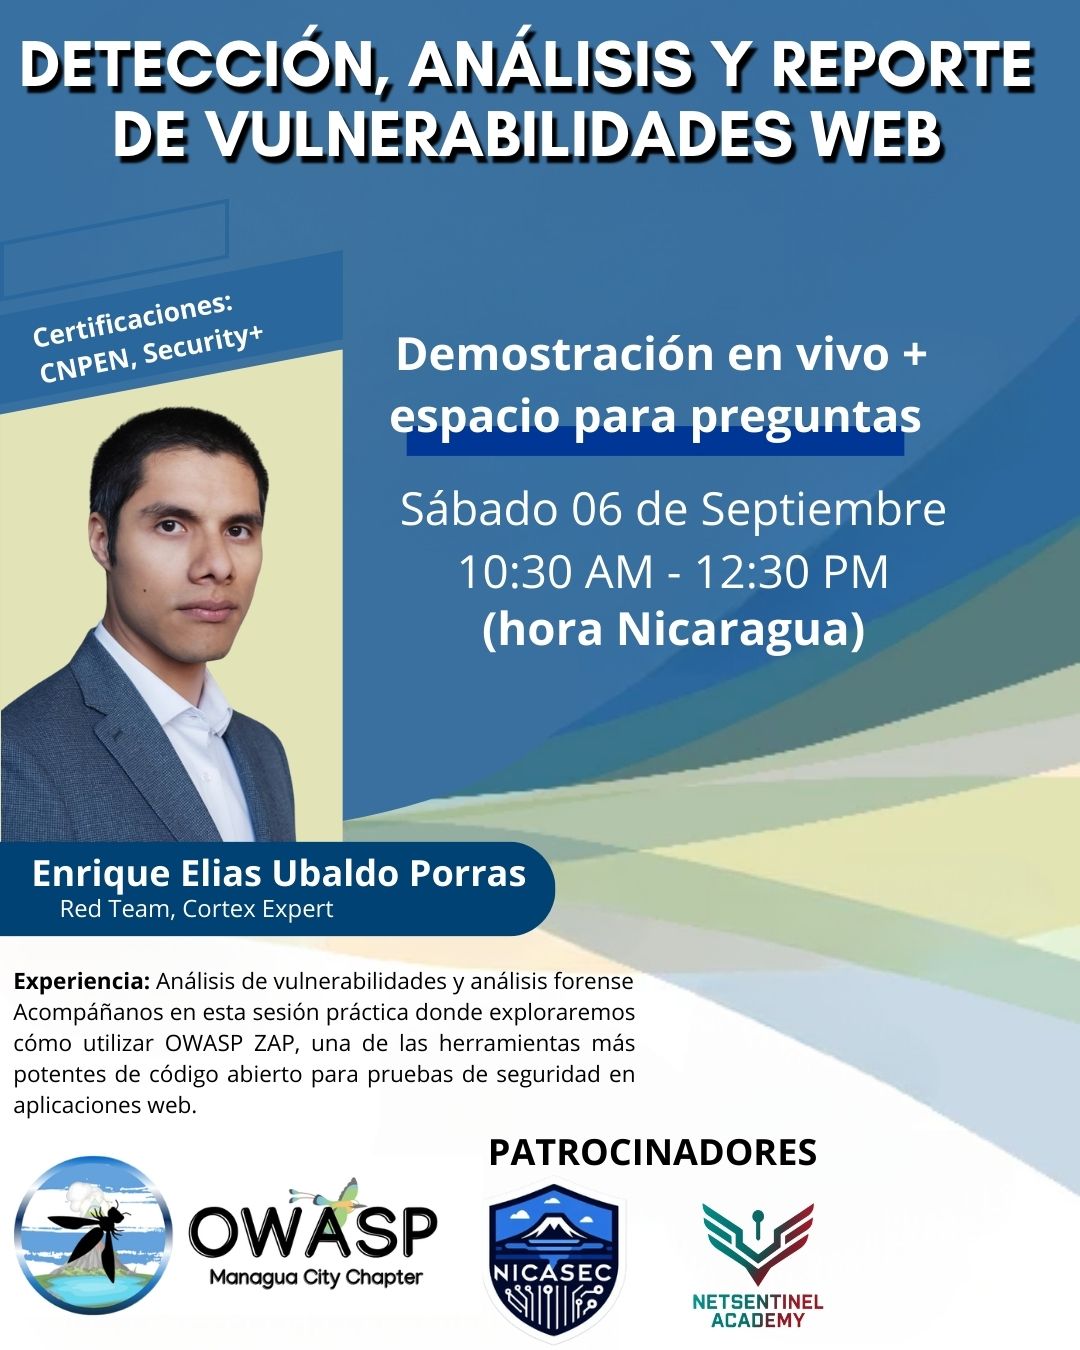 DETECCIÓN, ANÁLISIS Y REPORTE
DE VULNERABILIDADES WEB
Certificaciones:
CNPEN, Security+
Demostración en vivo +
espacio para preguntas
Sábado 06 de Septiembre
10:30 AM - 12:30 PM
(hora Nicaragua)
Enrique Elias Ubaldo Porras
Red Team, Cortex Expert
Experiencia: Análisis de vulnerabilidades y análisis forense
Acompáñanos en esta sesión práctica donde exploraremos
cómo utilizar OWASP ZAP, una de las herramientas más
potentes de código abierto para pruebas de seguridad en
aplicaciones web.
PATROCINADORES
OWASP
Managua City Chapter
NICASEC
NETSENTINEL
ACADEMY